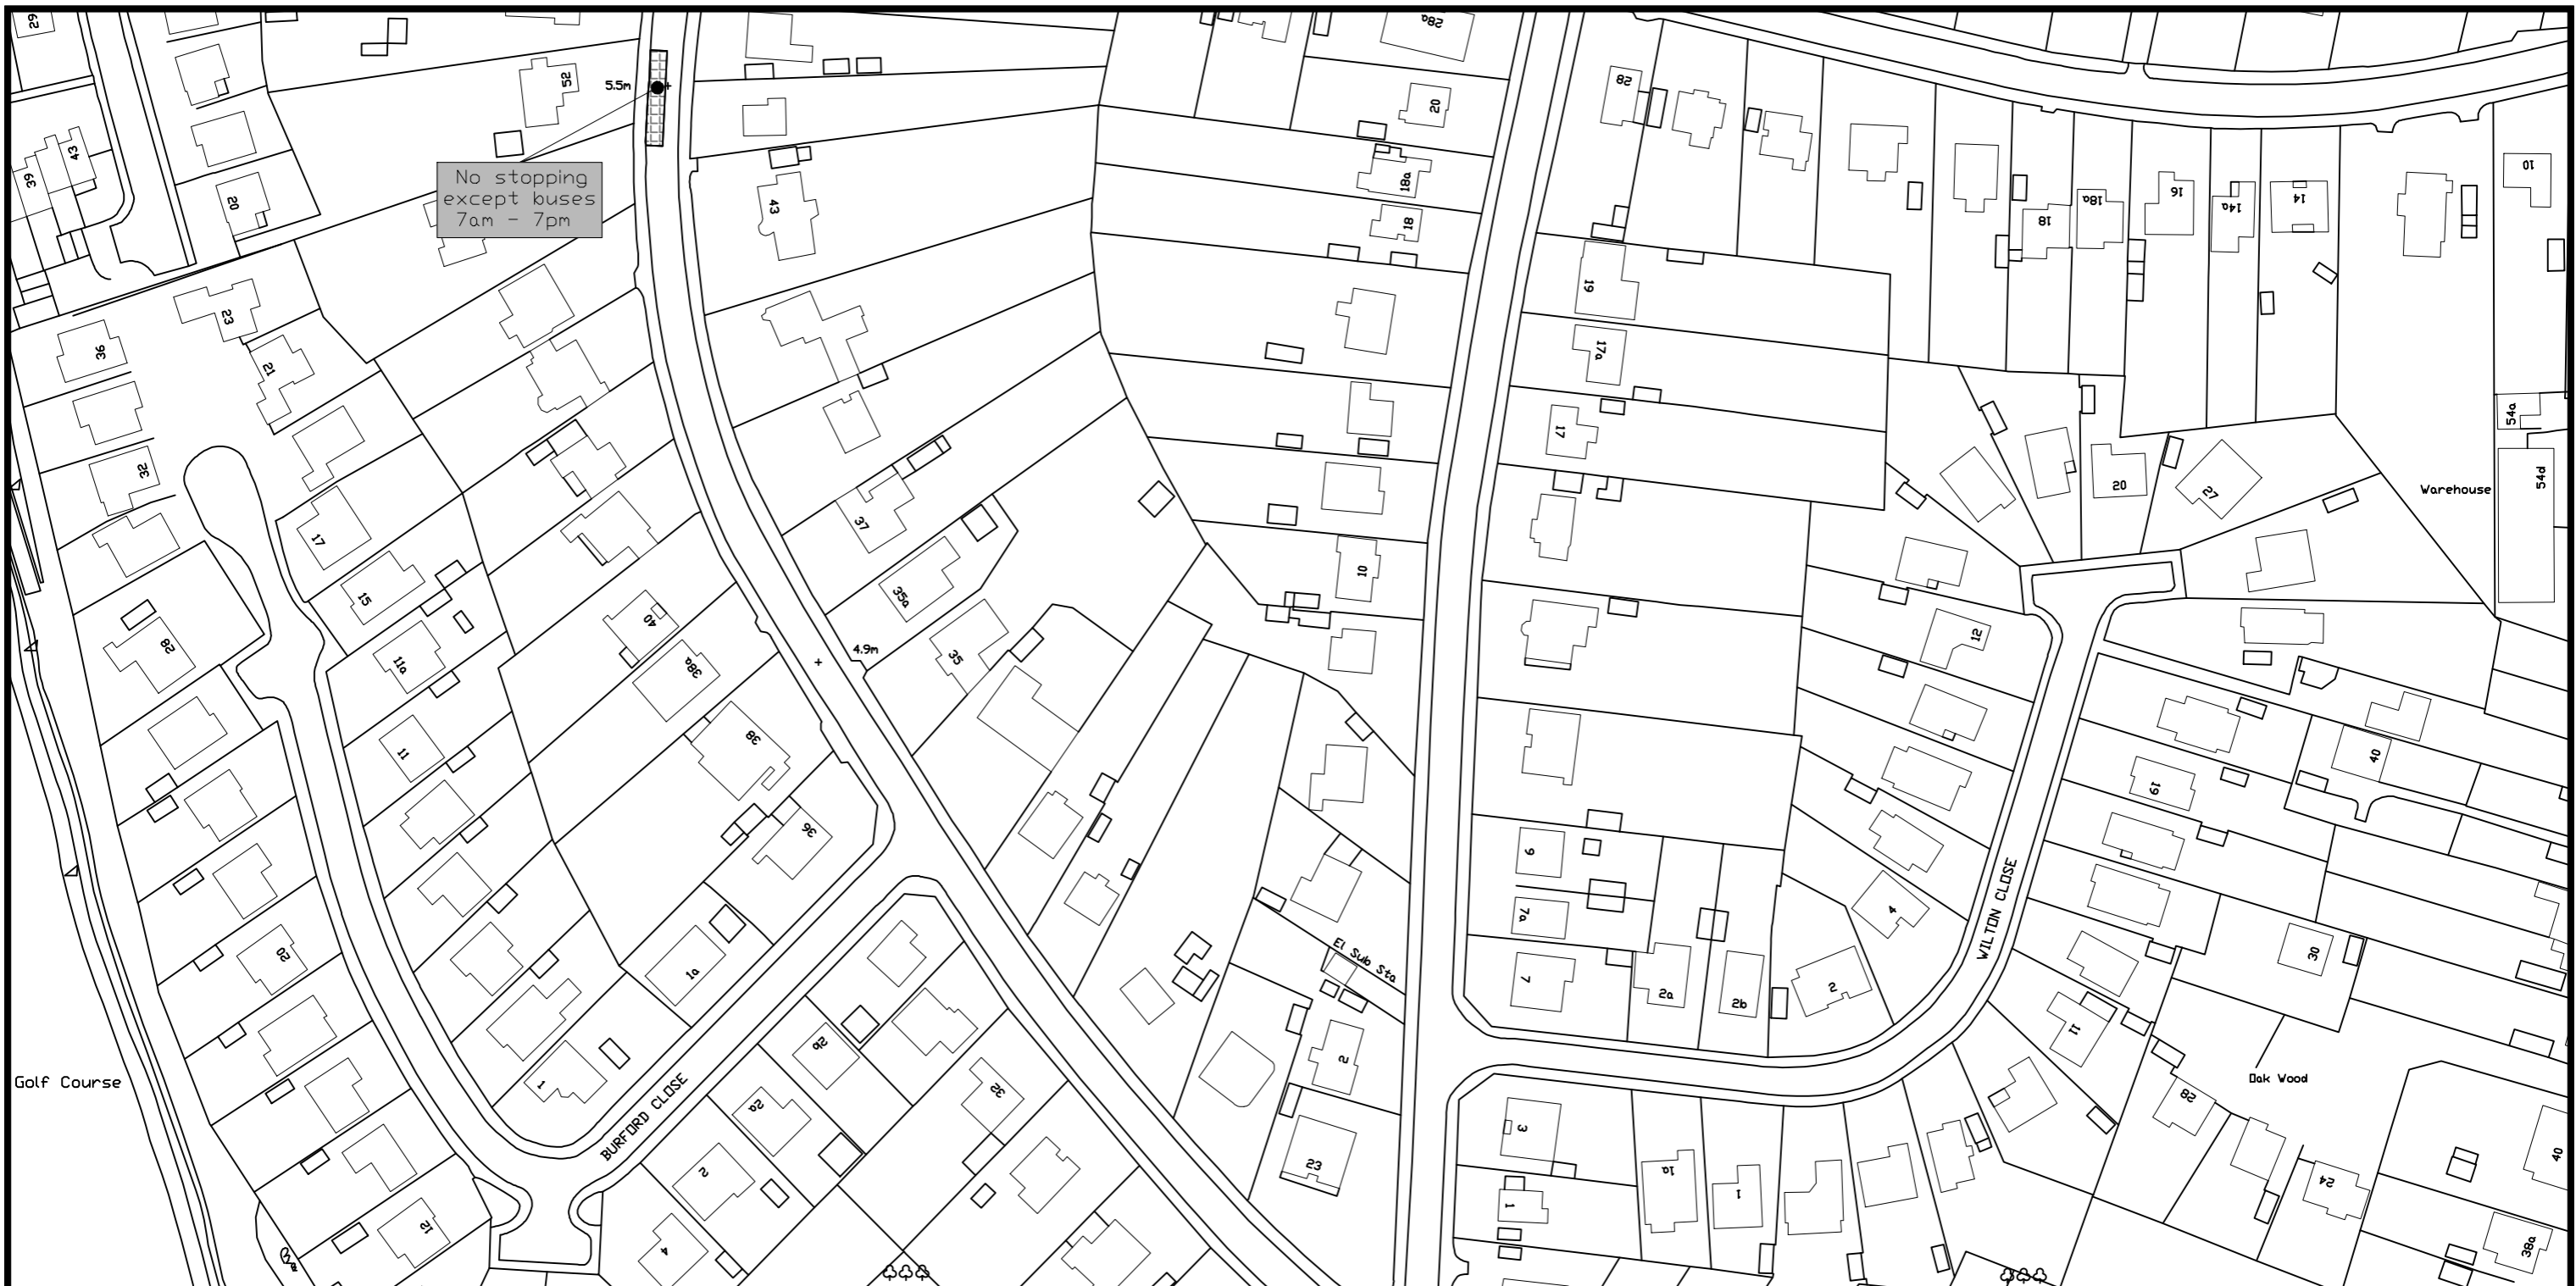 29
28a
52
5.5m
28
20
43
39
No stopping
except buses
7am - 7pm
20
43
18a
18
10
18
18a
16
14a
14
19
23
36
21
17a
17
54a
54d
Warehouse
32
17
37
20
27
15
35a
10
40
12
11a
28
38a
35
4.9m
11
38
40
19
36
9
4
7a
WILTON CLOSE
El Sub Sta
20
1a
30
7
2a
2b
2
2b
11
Golf Course
1
2
Oak Wood
BURFORD CLOSE
2a
32
28
3
23
2
1a
1
1
24
40
21
4
38a